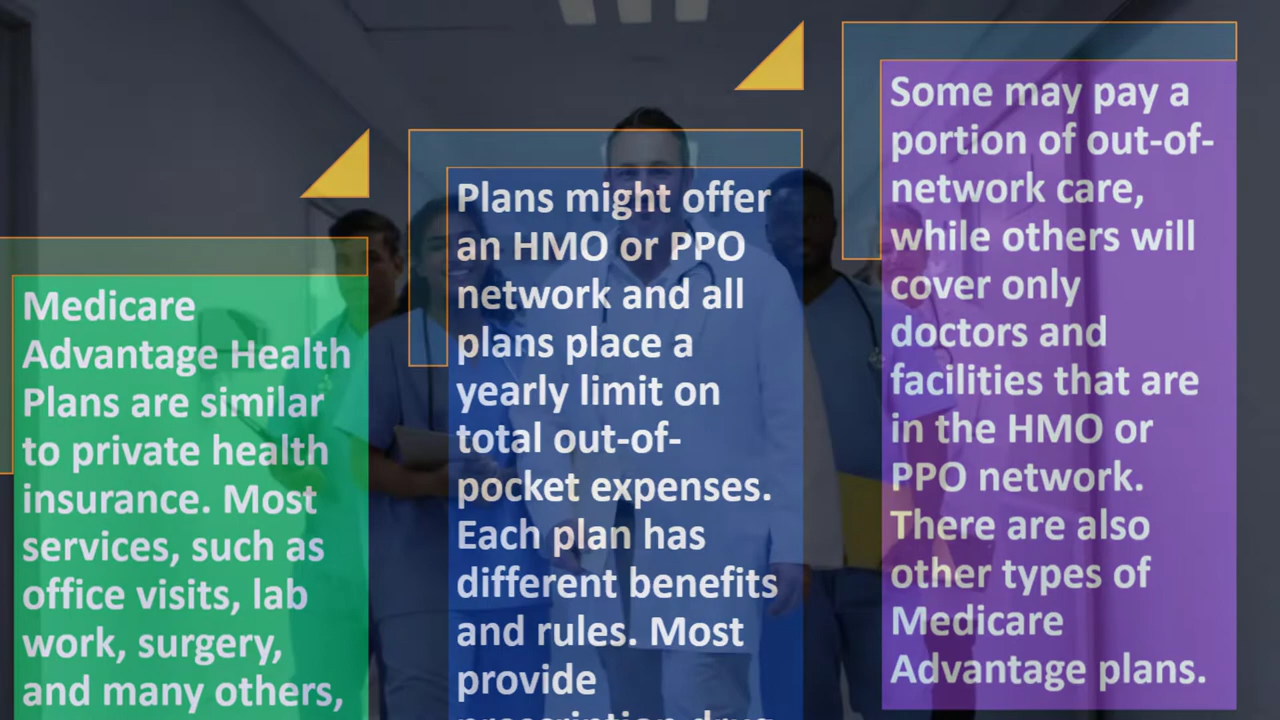 Medicare
Advantage Health
Plans are similar
to private health
insurance. Most
services, such as
office visits, lab
work, surgery,
and many others,
Plans might offer
an HMO or PPO
network and all
plans place a
yearly limit on
total out-of-
pocket expenses.
Each plan has
different benefits
and rules. Most
provide
prescription drug
Some may pay a
portion of out-of-
network care,
while others will
cover only
doctors and
facilities that are
in the HMO or
PPO network.
There are also
other types of
Medicare
Advantage plans.